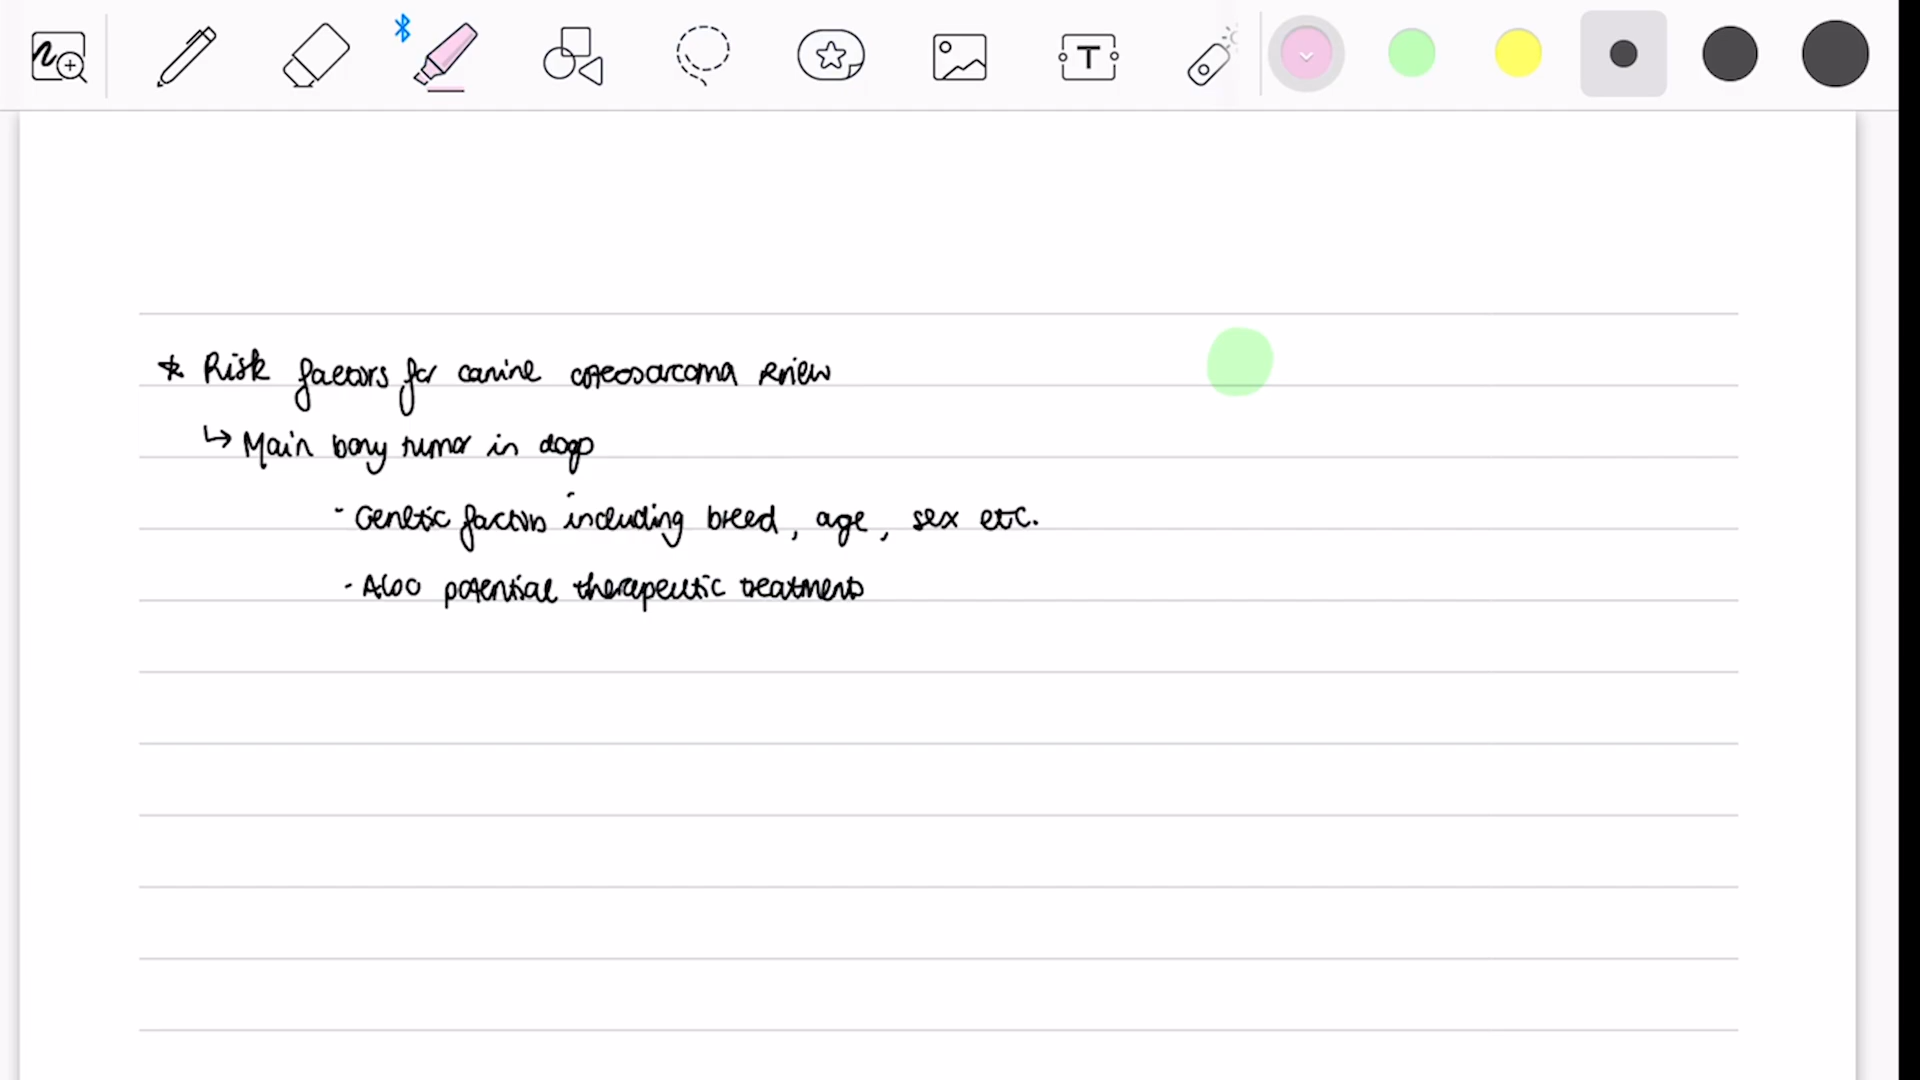 * Risk factors for canine osteosarcoma review
↳ Main bony tumor in dogs
- Genetic factors including breed, age, sex etc.
- Also potential therapeutic treatments
T